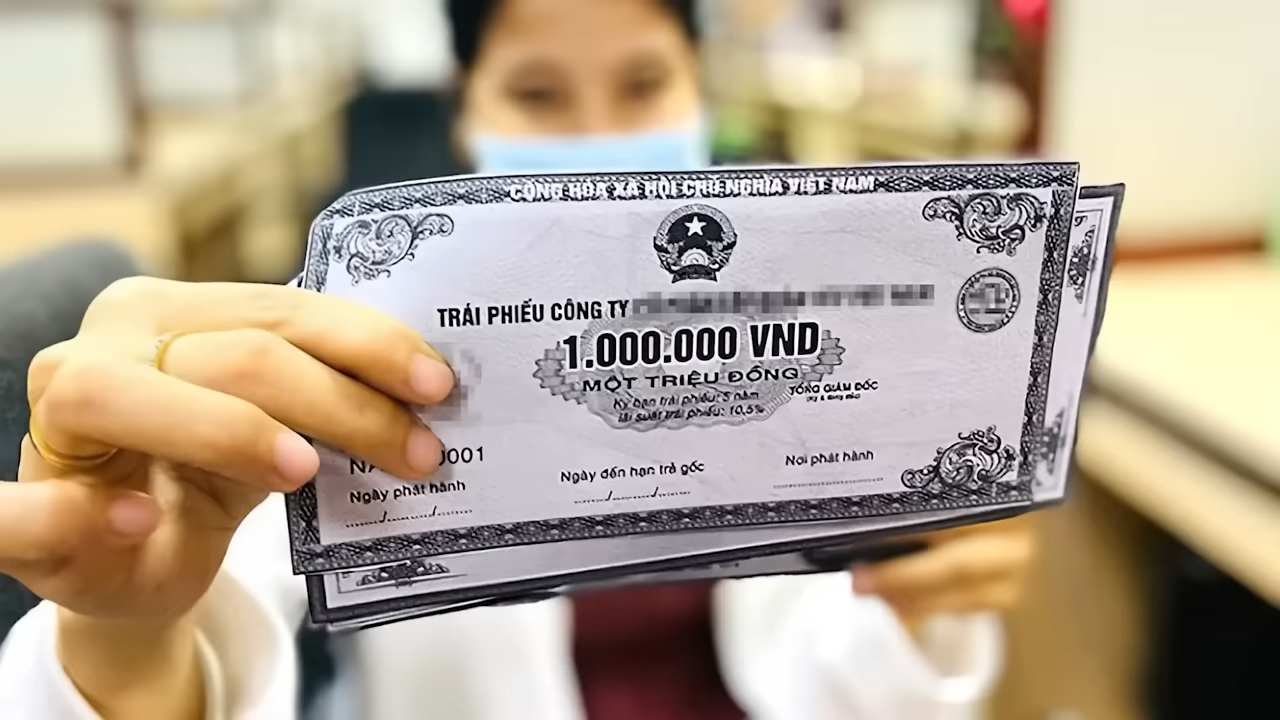 CỘNG HÒA XÃ HỘI CHỦ NGHĨA VIỆT NAM
TRÁI PHIẾU CÔNG TY
1.000.000 VND
MỘT TRIỆU ĐỒNG
Kỳ hạn trái phiếu: 5 năm
Lãi suất trái phiếu: 10,5%
TỔNG GIÁM ĐỐC
0001
Ngày phát hành
Ngày đến hạn trả gốc
Nơi phát hành